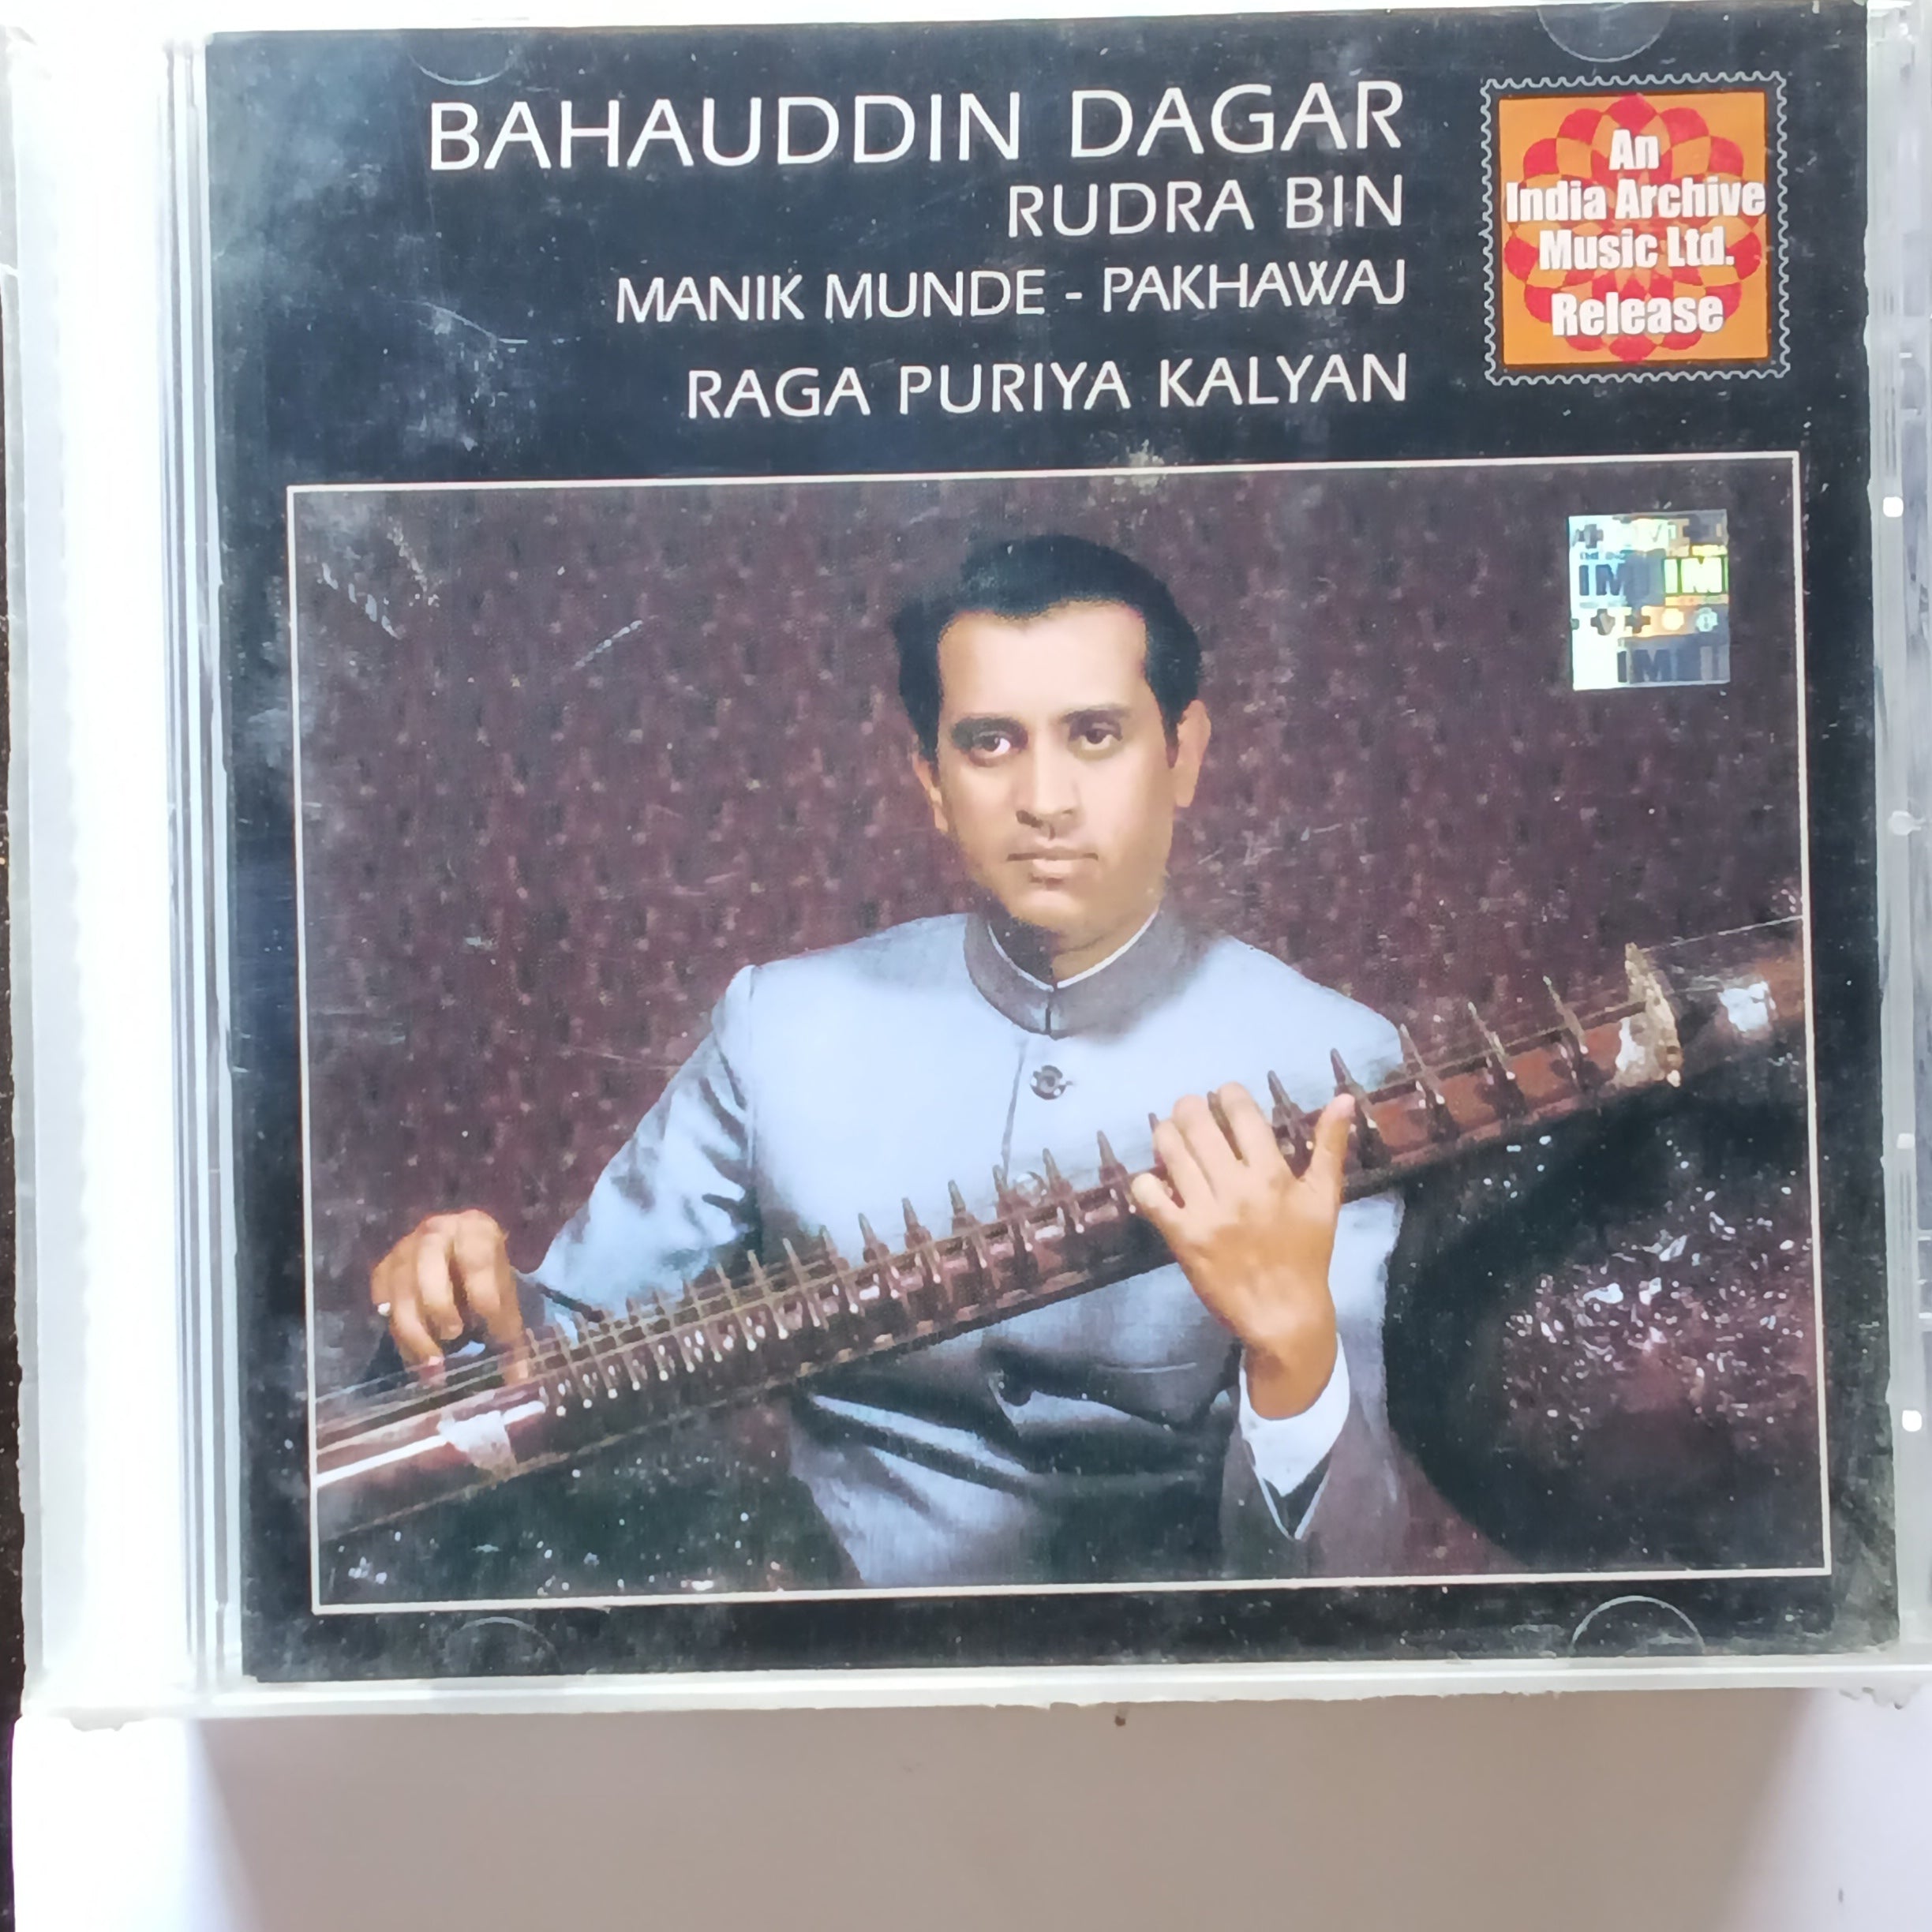 BAHAUDDIN DAGAR
RUDRA BIN
MANIK MUNDE - PAKHAWAJ
RAGA PURIYA KALYAN
An
India Archive
Music Ltd.
Release